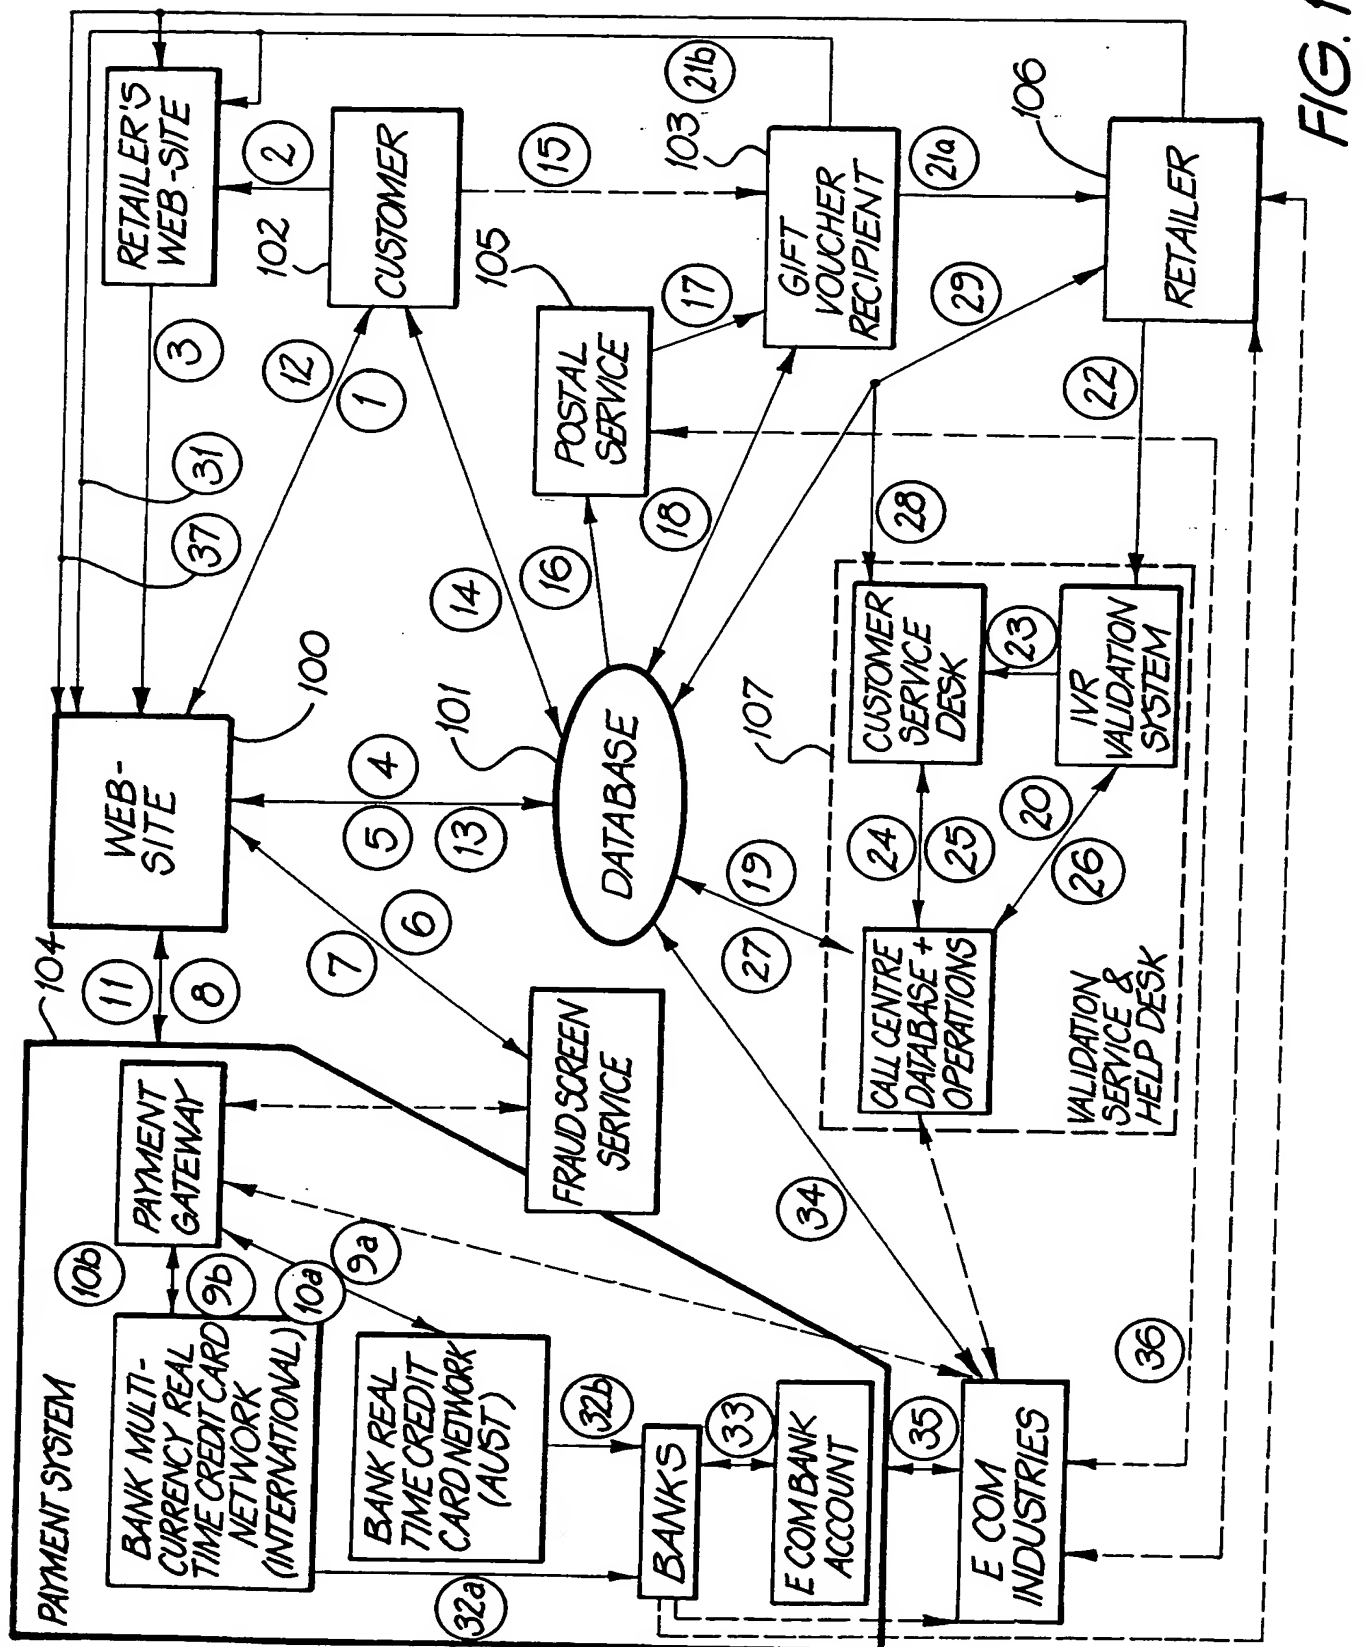 PAYMENT SYSTEM
BANK MULTI-
CURRENCY REAL
TIME CREDIT CARD
NETWORK
(INTERNATIONAL)
10b
9b
PAYMENT
GATEWAY
10a
9a
BANK REAL
TIME CREDIT
CARD NETWORK
(AUST)
32a
32b
BANKS
33
E COM BANK
ACCOUNT
35
E COM
INDUSTRIES
36
104
11
8
WEB-
SITE
100
7
6
FRAUD SCREEN
SERVICE
34
4
5
13
101
DATABASE
37
31
3
RETAILER'S
WEB-SITE
2
102
CUSTOMER
12
1
14
15
105
POSTAL
SERVICE
16
17
18
103
21b
GIFT
VOUCHER
RECIPIENT
21a
29
106
RETAILER
22
28
107
CUSTOMER
SERVICE
DESK
23
IVR
VALIDATION
SYSTEM
24
25
20
26
19
27
CALL CENTRE
DATABASE +
OPERATIONS
VALIDATION
SERVICE &
HELP DESK
FIG. 1